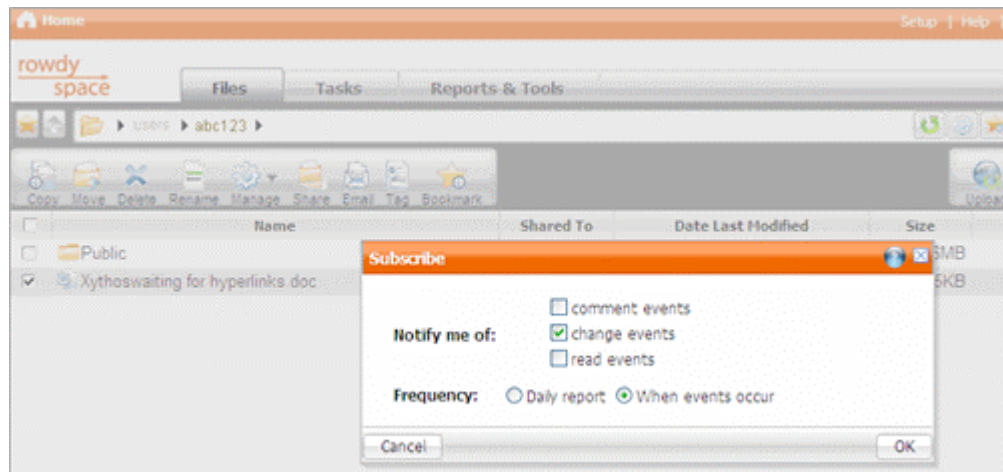 Home Setup | Help |
rowdy
space
Files Tasks Reports & Tools
users abc123
Copy Move Delete Rename Manage Share Email Tag Bookmark Upload
Name Shared To Date Last Modified Size
Public MB
Xythoswaiting for hyperlinks.doc 5KB
Subscribe
Notify me of:
comment events
change events
read events
Frequency: Daily report When events occur
Cancel OK